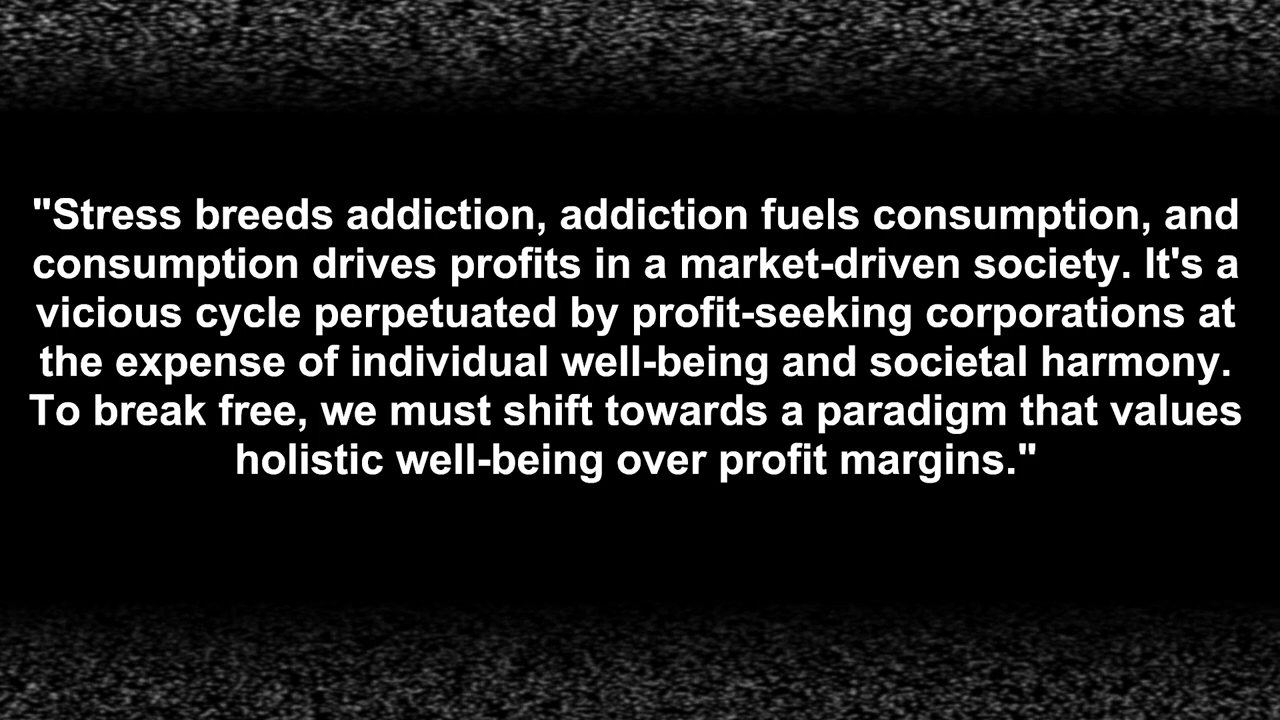 "Stress breeds addiction, addiction fuels consumption, and
consumption drives profits in a market-driven society. It's a
vicious cycle perpetuated by profit-seeking corporations at
the expense of individual well-being and societal harmony.
To break free, we must shift towards a paradigm that values
holistic well-being over profit margins."